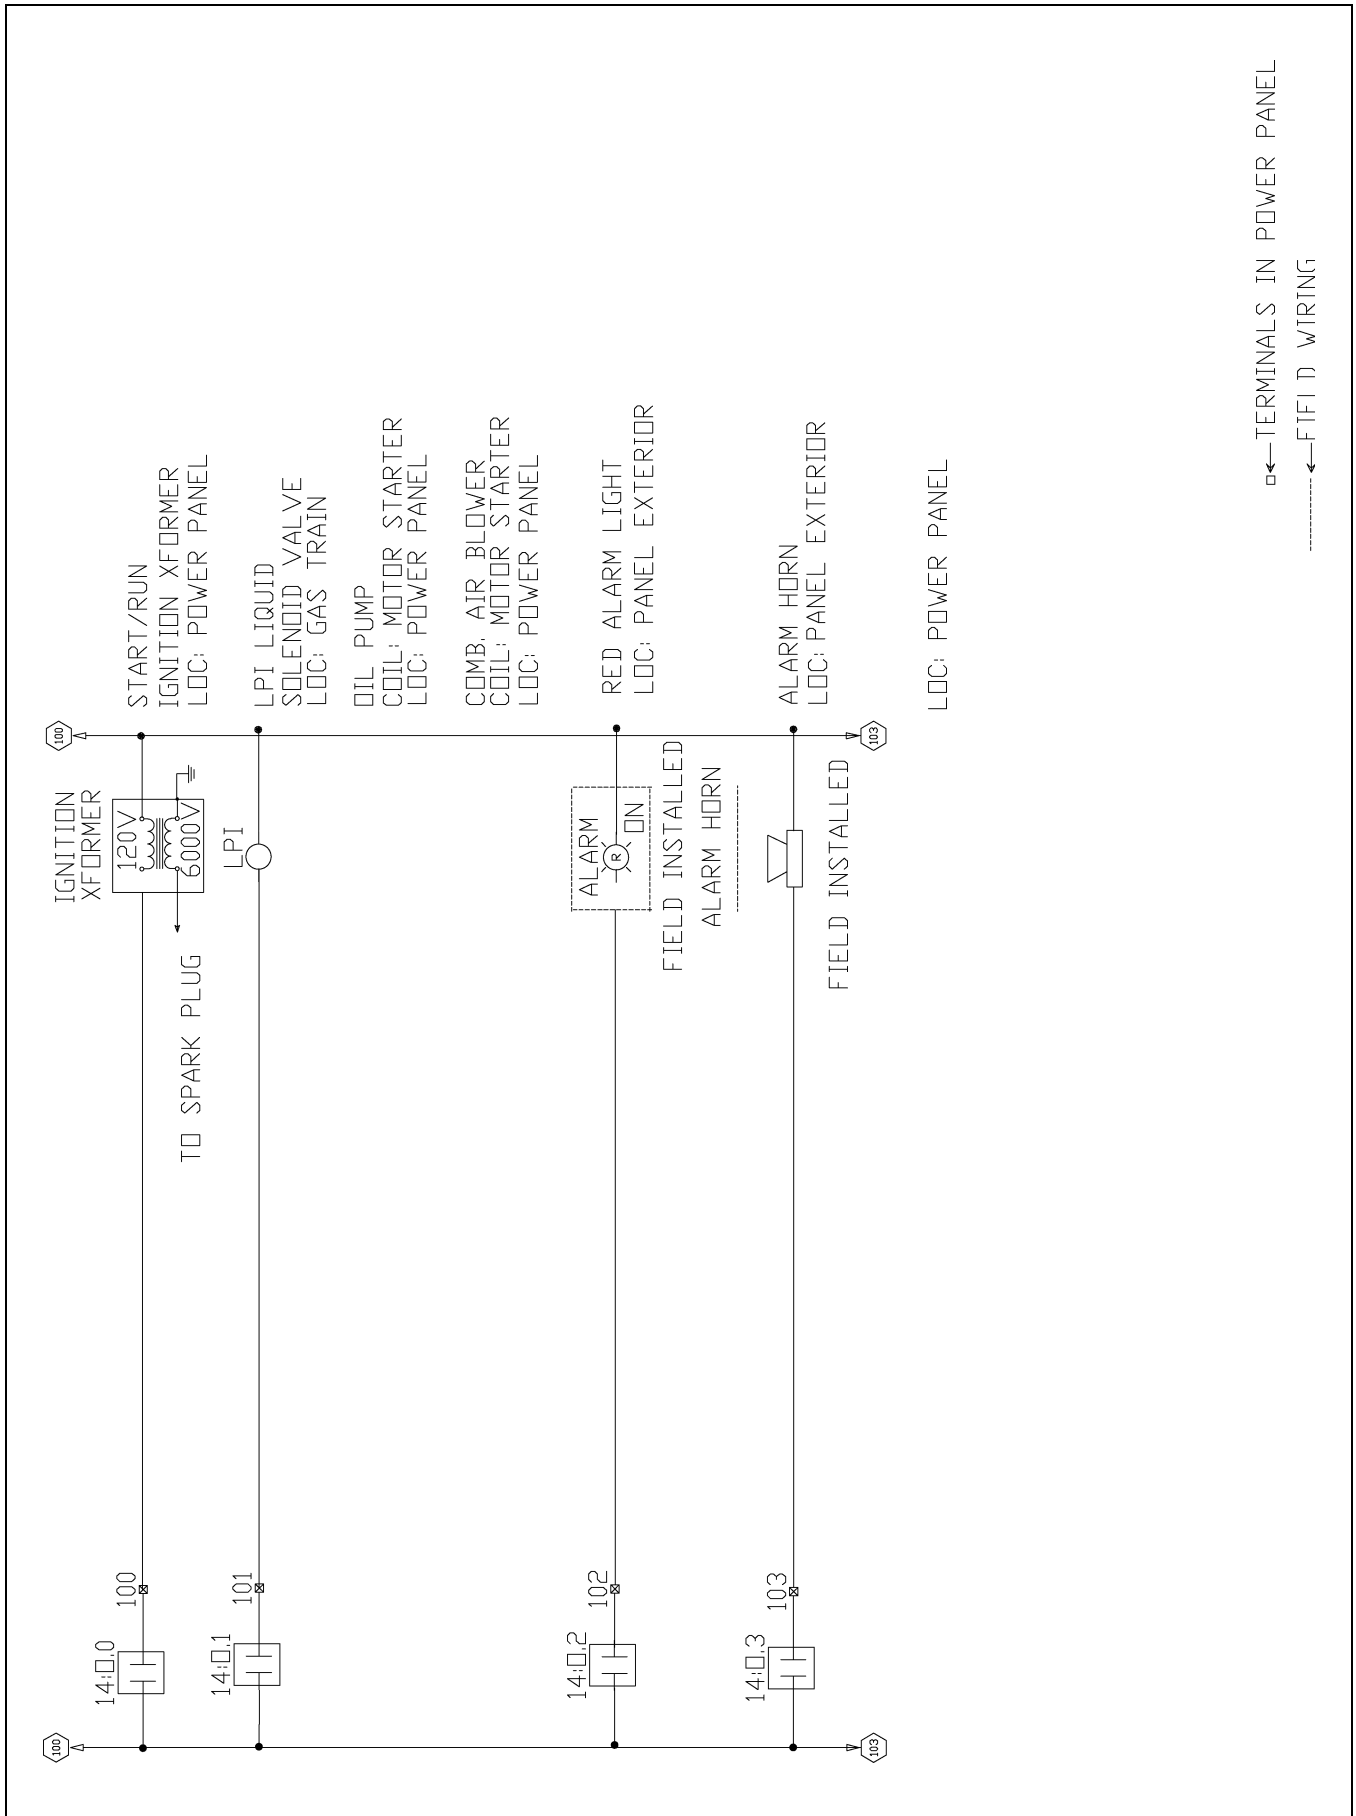 100
100
14:O.0
100
IGNITION
XFORMER
120V
6000V
TO SPARK PLUG
START/RUN
IGNITION XFORMER
LOC: POWER PANEL
14:O.1
101
LPI
LPI LIQUID
SOLENOID VALVE
LOC: GAS TRAIN
OIL PUMP
COIL: MOTOR STARTER
LOC: POWER PANEL
COMB. AIR BLOWER
COIL: MOTOR STARTER
LOC: POWER PANEL
14:O.2
102
ALARM
R
ON
FIELD INSTALLED
RED ALARM LIGHT
LOC: PANEL EXTERIOR
ALARM HORN
14:O.3
103
FIELD INSTALLED
ALARM HORN
LOC: PANEL EXTERIOR
103
103
LOC: POWER PANEL
TERMINALS IN POWER PANEL
FIFI D WIRING